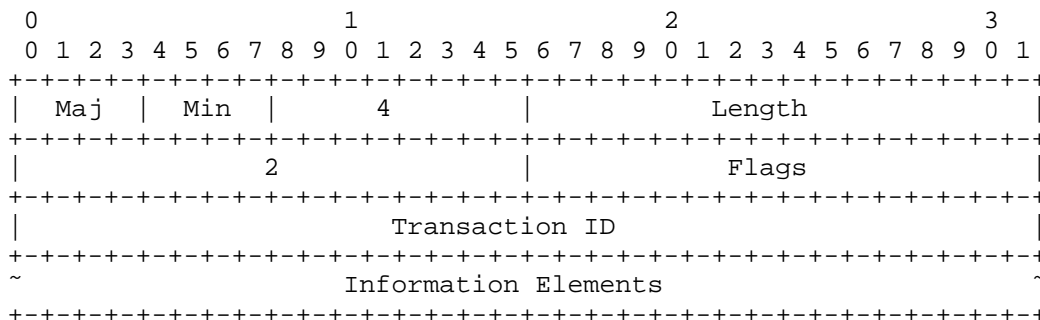 0                   1                   2                   3
 0 1 2 3 4 5 6 7 8 9 0 1 2 3 4 5 6 7 8 9 0 1 2 3 4 5 6 7 8 9 0 1
+-+-+-+-+-+-+-+-+-+-+-+-+-+-+-+-+-+-+-+-+-+-+-+-+-+-+-+-+-+-+-+-+
|  Maj  |  Min  |      4        |           Length              |
+-+-+-+-+-+-+-+-+-+-+-+-+-+-+-+-+-+-+-+-+-+-+-+-+-+-+-+-+-+-+-+-+
|               2               |            Flags              |
+-+-+-+-+-+-+-+-+-+-+-+-+-+-+-+-+-+-+-+-+-+-+-+-+-+-+-+-+-+-+-+-+
|                       Transaction ID                          |
+-+-+-+-+-+-+-+-+-+-+-+-+-+-+-+-+-+-+-+-+-+-+-+-+-+-+-+-+-+-+-+-+
~                    Information Elements                       ~
+-+-+-+-+-+-+-+-+-+-+-+-+-+-+-+-+-+-+-+-+-+-+-+-+-+-+-+-+-+-+-+-+